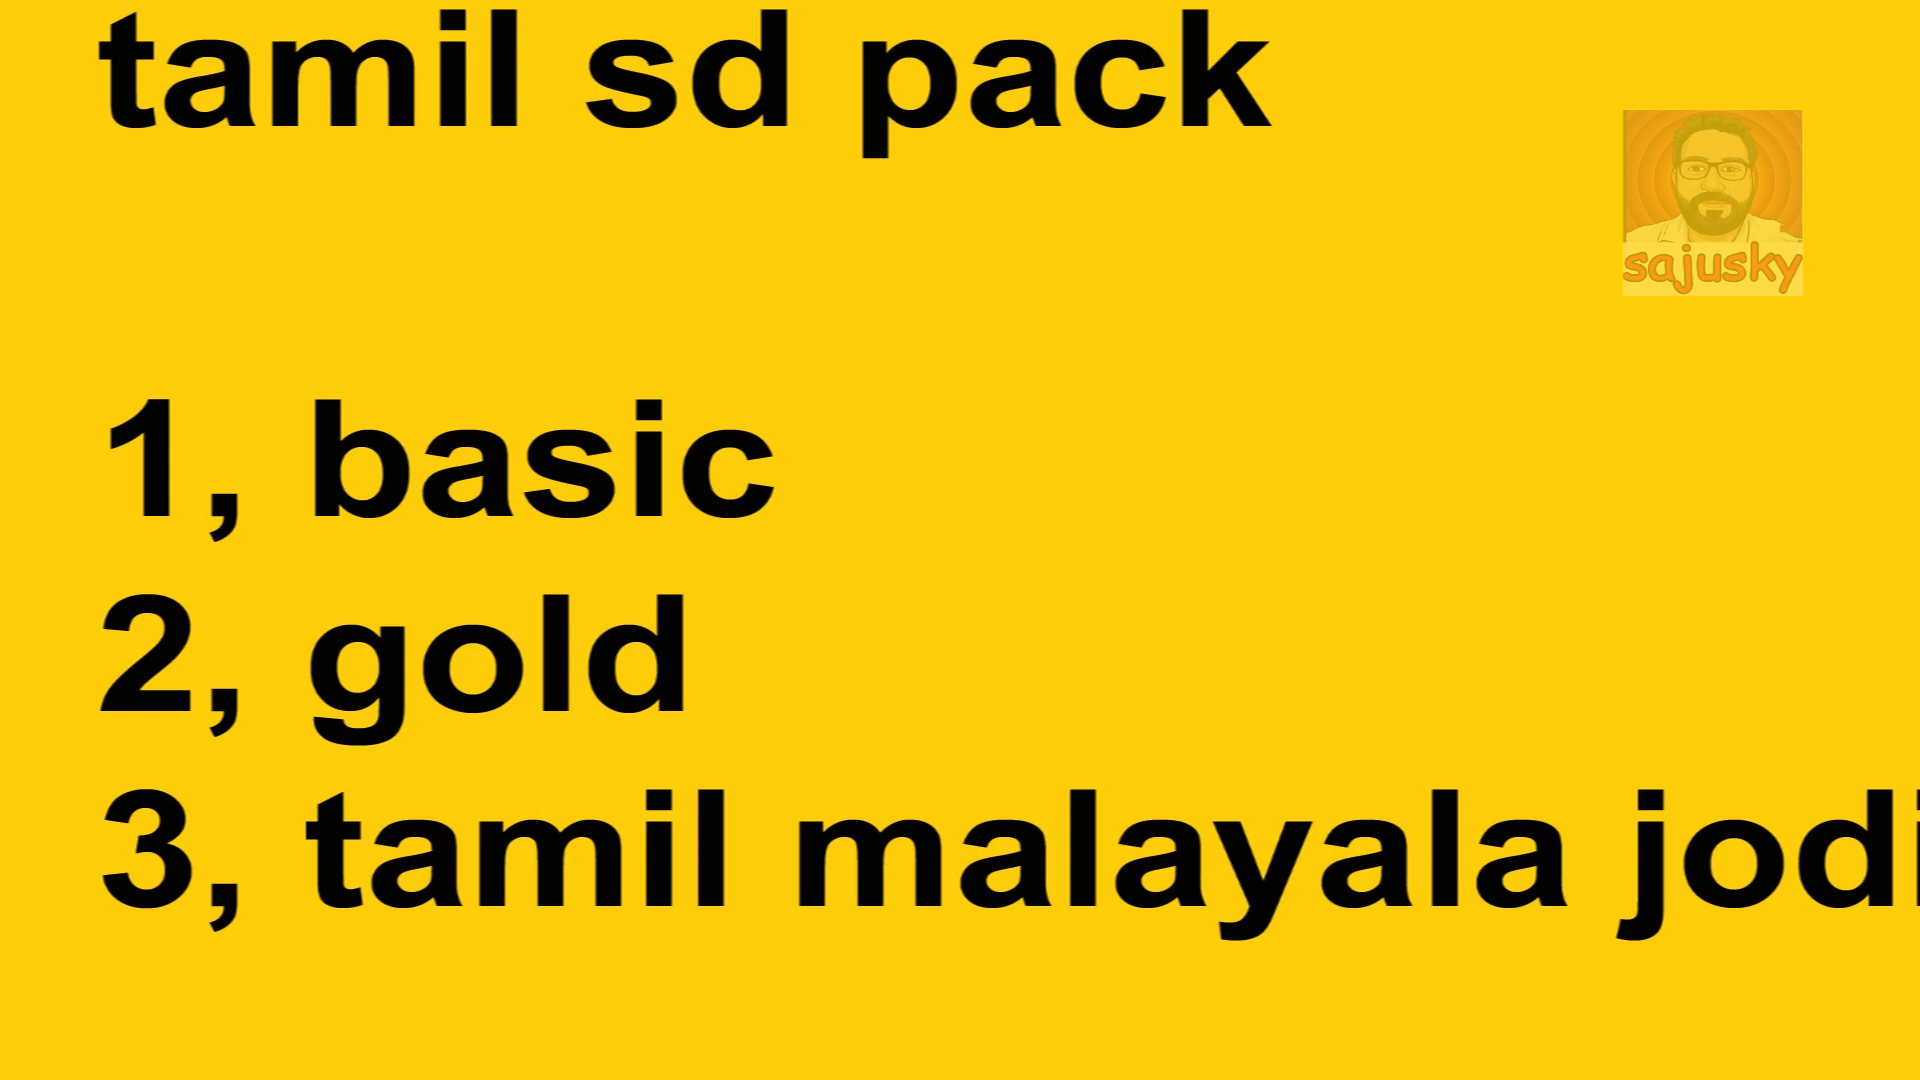 tamil sd pack
sajusky
1, basic
2, gold
3, tamil malayala jodi